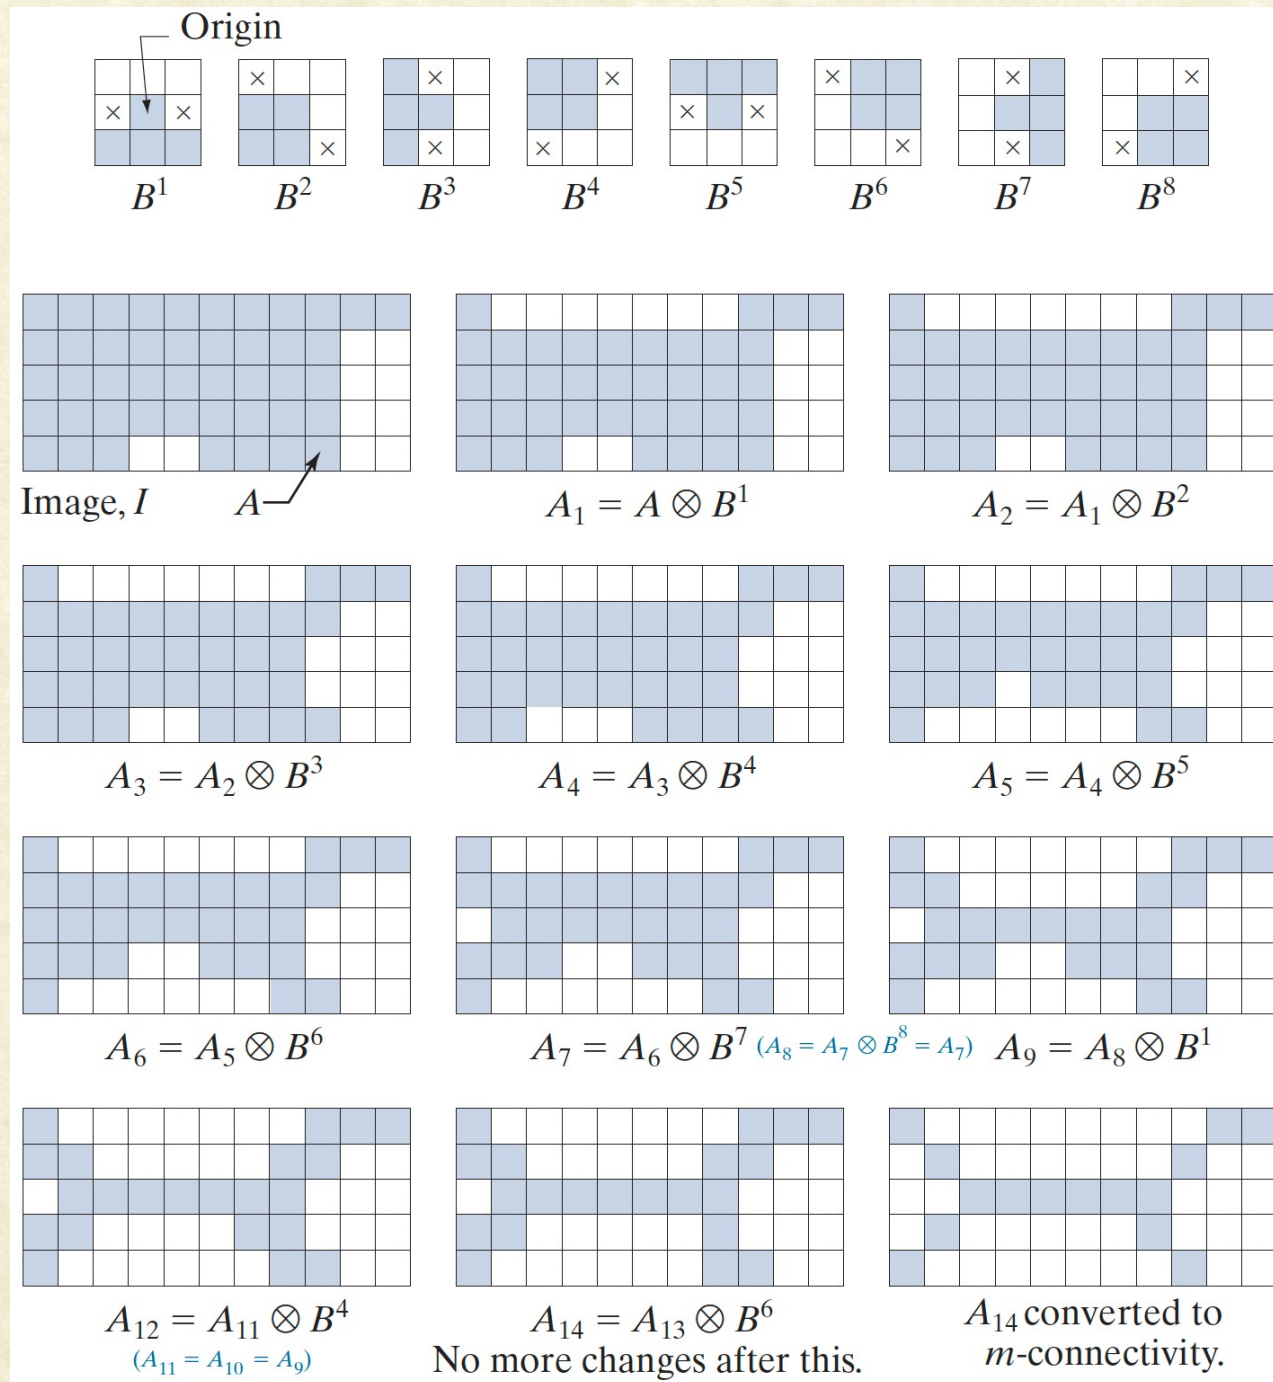 Origin
× × × × × × × × × ×
× × × ×
× ×
B¹ B² B³ B⁴ B⁵ B⁶ B⁷ B⁸
Image, I A
A₁ = A ⊗ B¹
A₂ = A₁ ⊗ B²
A₃ = A₂ ⊗ B³
A₄ = A₃ ⊗ B⁴
A₅ = A₄ ⊗ B⁵
A₆ = A₅ ⊗ B⁶
A₇ = A₆ ⊗ B⁷ (A₈ = A₇ ⊗ B⁸ = A₇)
A₉ = A₈ ⊗ B¹
A₁₂ = A₁₁ ⊗ B⁴
(A₁₁ = A₁₀ = A₉)
A₁₄ = A₁₃ ⊗ B⁶
No more changes after this.
A₁₄ converted to
m-connectivity.